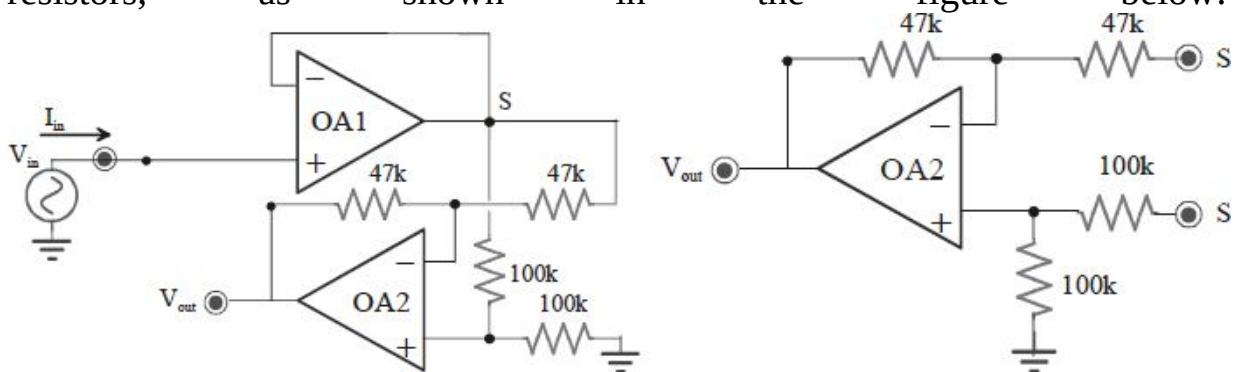 resistors, as shown in the figure below.
47k 47k
S
OA1
S
I_in
V_in
−
+
47k 47k
−
OA2
+
V_out
100k
100k
−
OA2
+
V_out
100k
S
100k